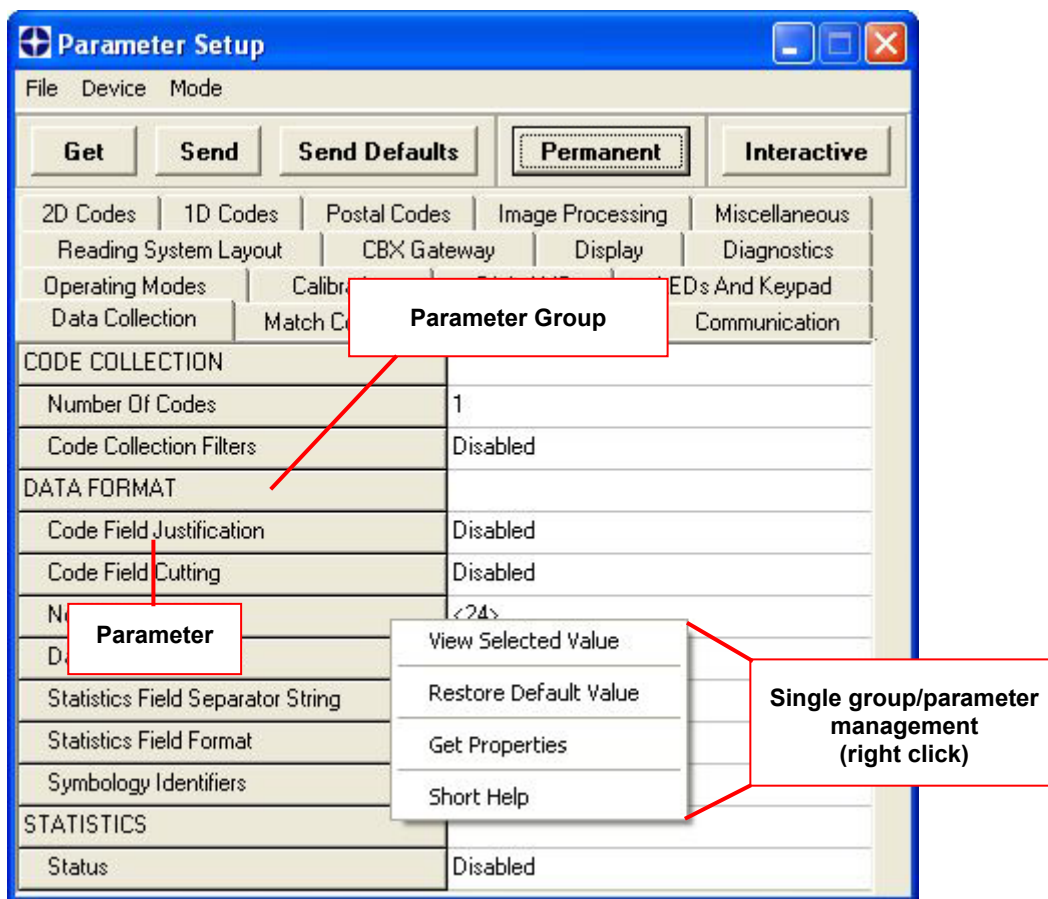 Parameter Setup
File Device Mode
Get Send Send Defaults Permanent Interactive
2D Codes 1D Codes Postal Codes Image Processing Miscellaneous
Reading System Layout CBX Gateway Display Diagnostics
Operating Modes And Keypad
Data Collection Match Communication
Parameter Group
CODE COLLECTION
Number Of Codes 1
Code Collection Filters Disabled
DATA FORMAT
Code Field Justification Disabled
Code Field Cutting Disabled
<24>
Parameter
View Selected Value
Restore Default Value
Get Properties
Short Help
Single group/parameter
management
(right click)
Statistics Field Separator String
Statistics Field Format
Symbology Identifiers
STATISTICS
Status Disabled